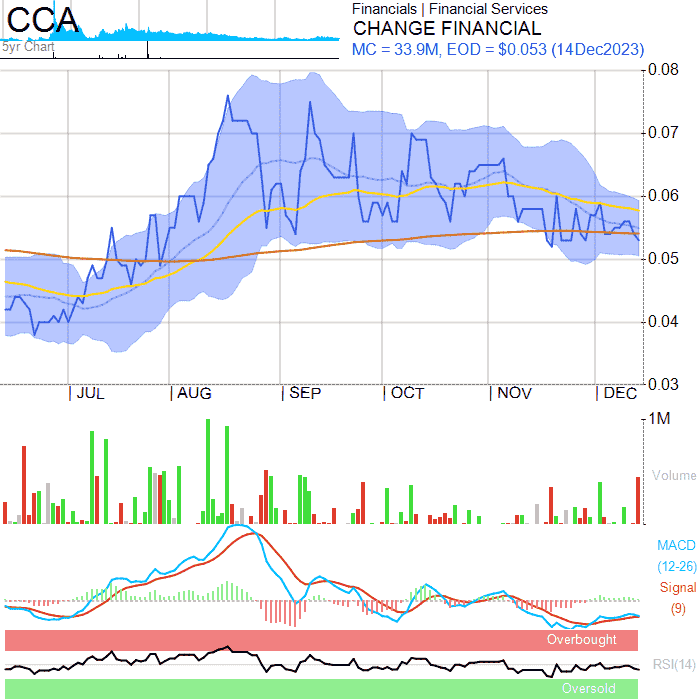 CCA
5yr Chart
Financials | Financial Services
CHANGE FINANCIAL
MC = 33.9M, EOD = $0.053 (14Dec2023)
0.08
0.07
0.06
0.05
0.04
0.03
| JUL | AUG | SEP | OCT | NOV | DEC
1M
Volume
MACD
(12-26)
Signal
(9)
Overbought
RSI(14)
Oversold